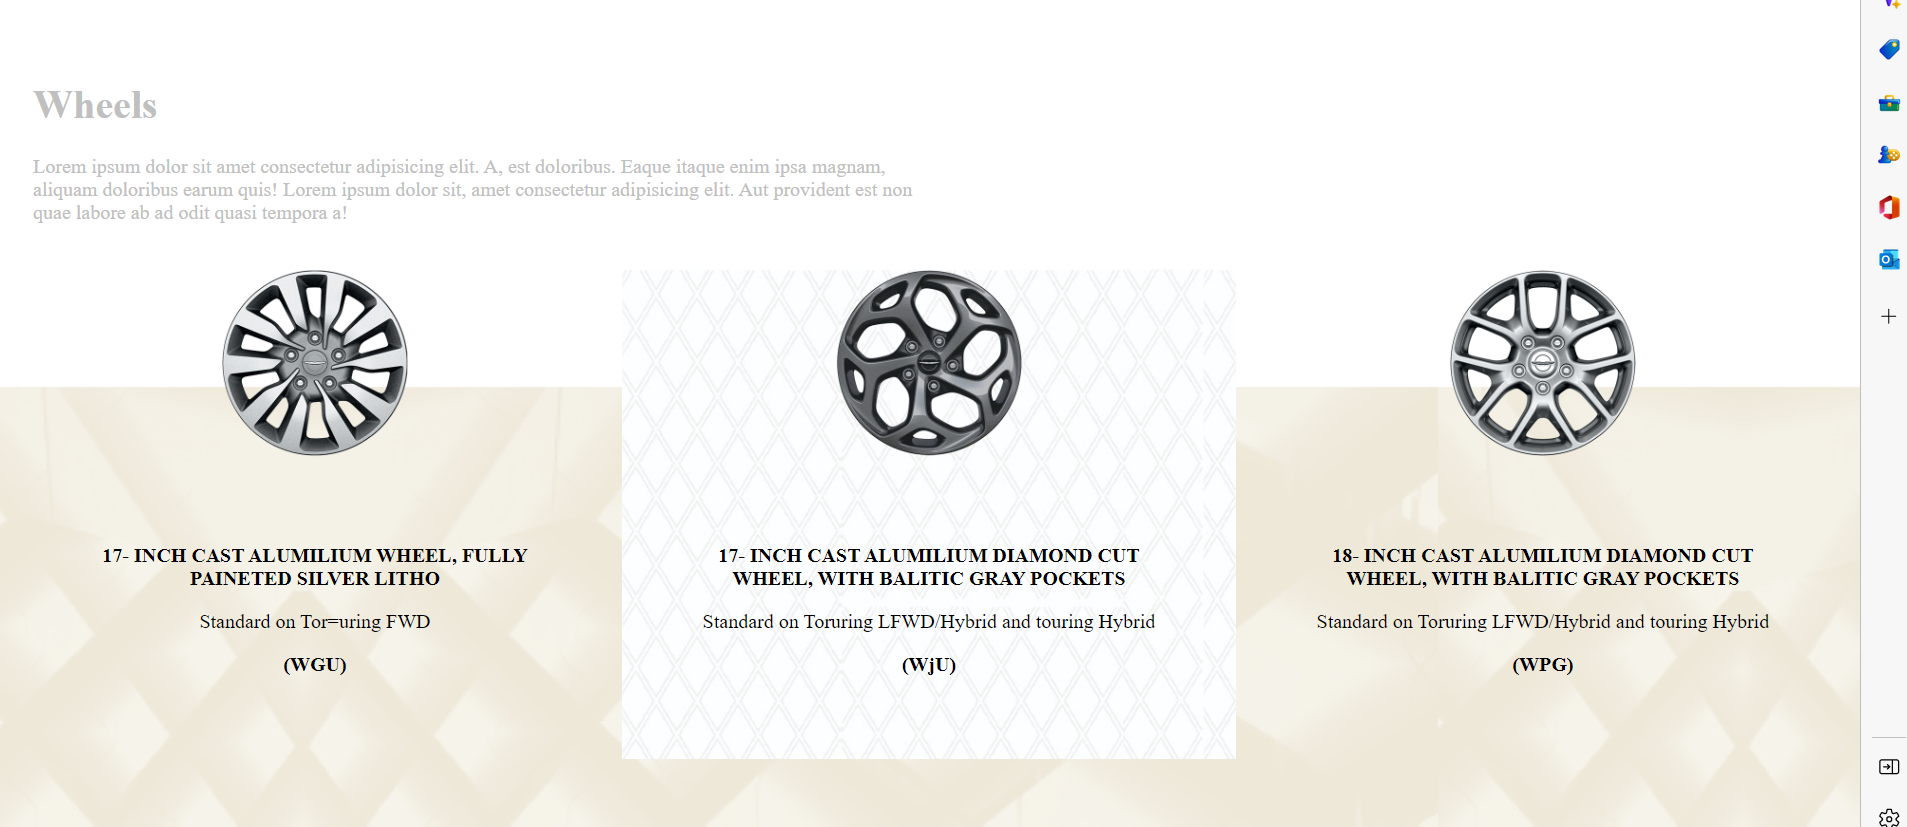 Wheels
Lorem ipsum dolor sit amet consectetur adipisicing elit. A, est doloribus. Eaque itaque enim ipsa magnam,
aliquam doloribus earum quis! Lorem ipsum dolor sit, amet consectetur adipisicing elit. Aut provident est non
quae labore ab ad odit quasi tempora a!
17- INCH CAST ALUMILIUM WHEEL, FULLY
PAINETED SILVER LITHO
Standard on Tor=uring FWD
(WGU)
17- INCH CAST ALUMILIUM DIAMOND CUT
WHEEL, WITH BALITIC GRAY POCKETS
Standard on Toruring LFWD/Hybrid and touring Hybrid
(WjU)
18- INCH CAST ALUMILIUM DIAMOND CUT
WHEEL, WITH BALITIC GRAY POCKETS
Standard on Toruring LFWD/Hybrid and touring Hybrid
(WPG)